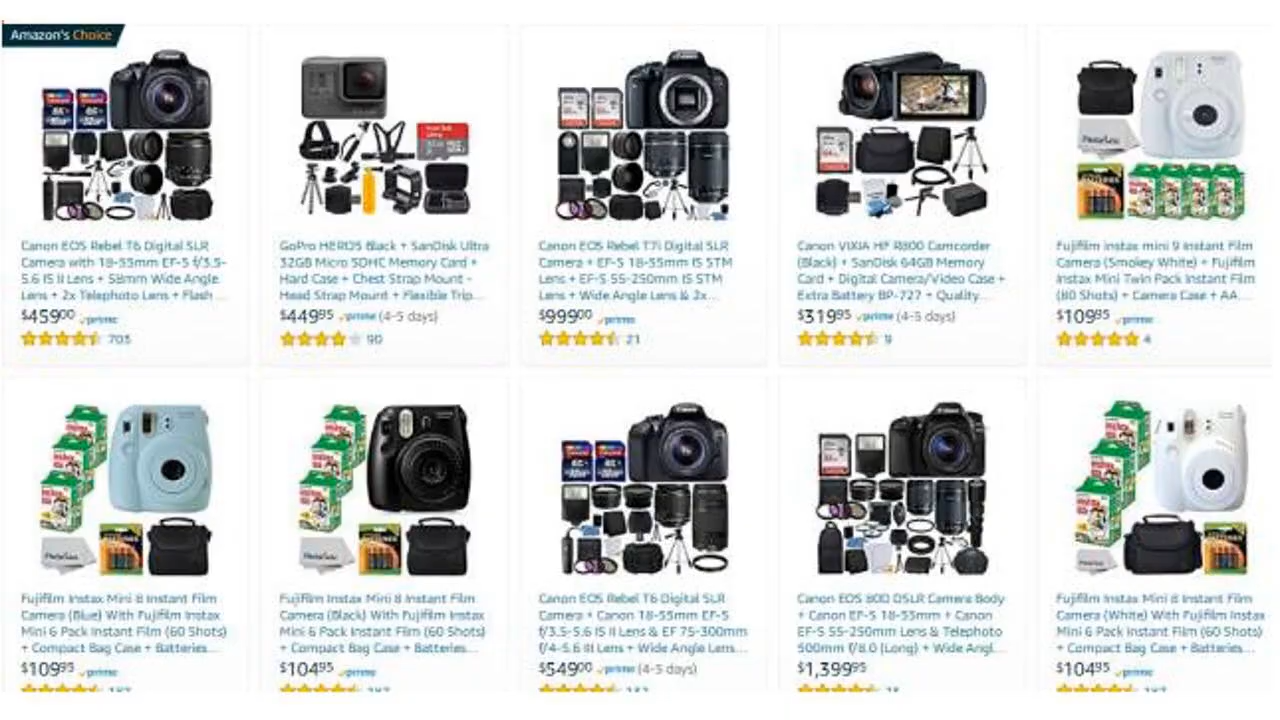 Amazon's Choice
Canon EOS Rebel T6 Digital SLR
Camera with 18-55mm EF-S f/3.5-
5.6 IS II Lens + 58mm Wide Angle
Lens + 2x Telephoto Lens + Flash ...
$45900 prime
703
GoPro HERO5 Black + SanDisk Ultra
32GB Micro SDHC Memory Card +
Hard Case + Chest Strap Mount -
Head Strap Mount + Flexible Trip...
$44995 prime (4-5 days)
90
Canon EOS Rebel T7i Digital SLR
Camera + EF-S 18-55mm IS STM
Lens + EF-S 55-250mm IS STM
Lens + Wide Angle Lens & 2x...
$99900 prime
21
Canon VIXIA HF R800 Camcorder
(Black) + SanDisk 64GB Memory
Card + Digital Camera/Video Case +
Extra Battery BP-727 + Quality...
$31995 prime (4-5 days)
9
Fujifilm instax mini 9 Instant Film
Camera (Smokey White) + Fujifilm
Instax Mini Twin Pack Instant Film
(80 Shots) + Camera Case + AA...
$10995 prime
4
Fujifilm Instax Mini 8 Instant Film
Camera (Blue) With Fujifilm Instax
Mini 6 Pack Instant Film (60 Shots)
+ Compact Bag Case + Batteries...
$10995 prime
Fujifilm Instax Mini 8 Instant Film
Camera (Black) With Fujifilm Instax
Mini 6 Pack Instant Film (60 Shots)
+ Compact Bag Case + Batteries...
$10495 prime
Canon EOS Rebel T6 Digital SLR
Camera + Canon 18-55mm EF-S
f/3.5-5.6 IS II Lens & EF 75-300mm
f/4-5.6 III Lens + Wide Angle Lens...
$54900 prime (4-5 days)
Canon EOS 80D DSLR Camera Body
+ Canon EF-S 18-55mm + Canon
EF-S 55-250mm Lens & Telephoto
500mm f/8.0 (Long) + Wide Angl...
$1,39995
Fujifilm Instax Mini 8 Instant Film
Camera (White) With Fujifilm Instax
Mini 6 Pack Instant Film (60 Shots)
+ Compact Bag Case + Batteries...
$10495 prime